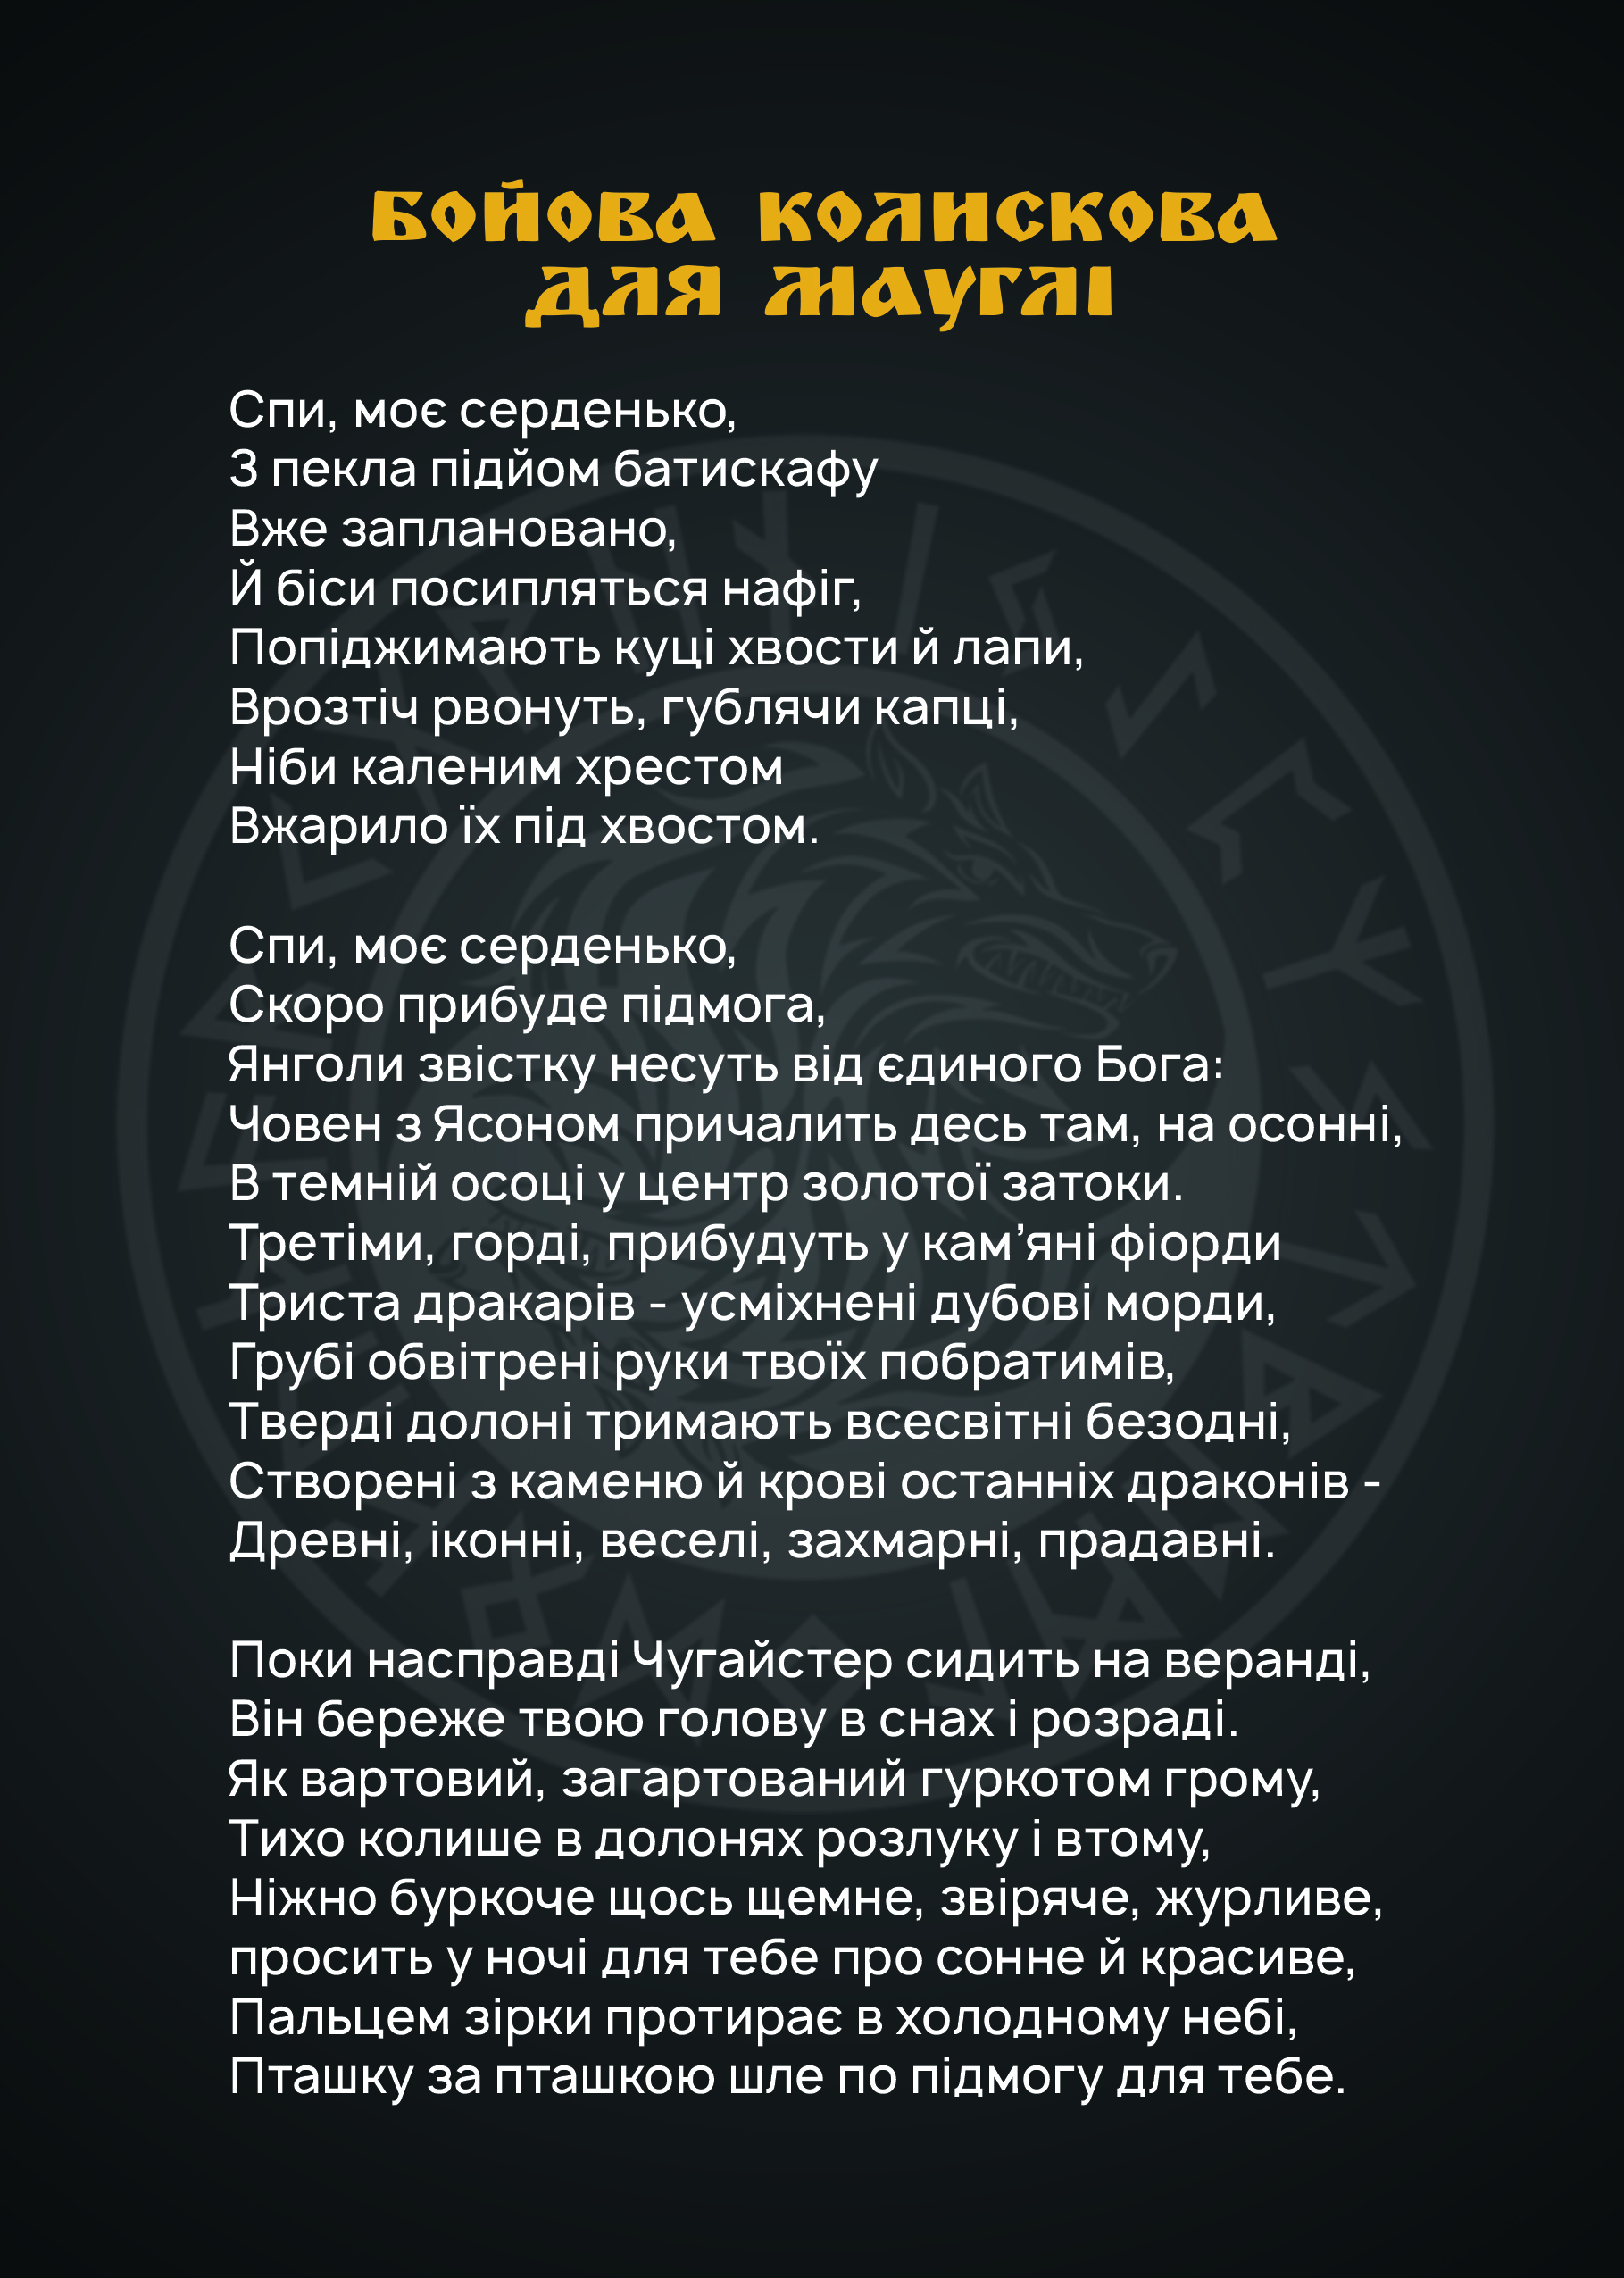 БОЙОВА КОЛИСКОВА
ДЛЯ МАУГЛІ
Спи, моє серденько,
З пекла підйом батискафу
Вже заплановано,
Й біси посипляться нафіг,
Попіджимають куці хвости й лапи,
Врозтіч рвонуть, гублячи капці,
Ніби каленим хрестом
Вжарило їх під хвостом.
Спи, моє серденько,
Скоро прибуде підмога,
Янголи звістку несуть від єдиного Бога:
Човен з Ясоном причалить десь там, на осонні,
В темній осоці у центр золотої затоки.
Третіми, горді, прибудуть у кам’яні фіорди
Триста дракарів - усміхнені дубові морди,
Грубі обвітрені руки твоїх побратимів,
Тверді долоні тримають всесвітні безодні,
Створені з каменю й крові останніх драконів -
Древні, іконні, веселі, захмарні, прадавні.
Поки насправді Чугайстер сидить на веранді,
Він береже твою голову в снах і розраді.
Як вартовий, загартований гуркотом грому,
Тихо колише в долонях розлуку і втому,
Ніжно буркоче щось щемне, звіряче, журливе,
просить у ночі для тебе про сонне й красиве,
Пальцем зірки протирає в холодному небі,
Пташку за пташкою шле по підмогу для тебе.